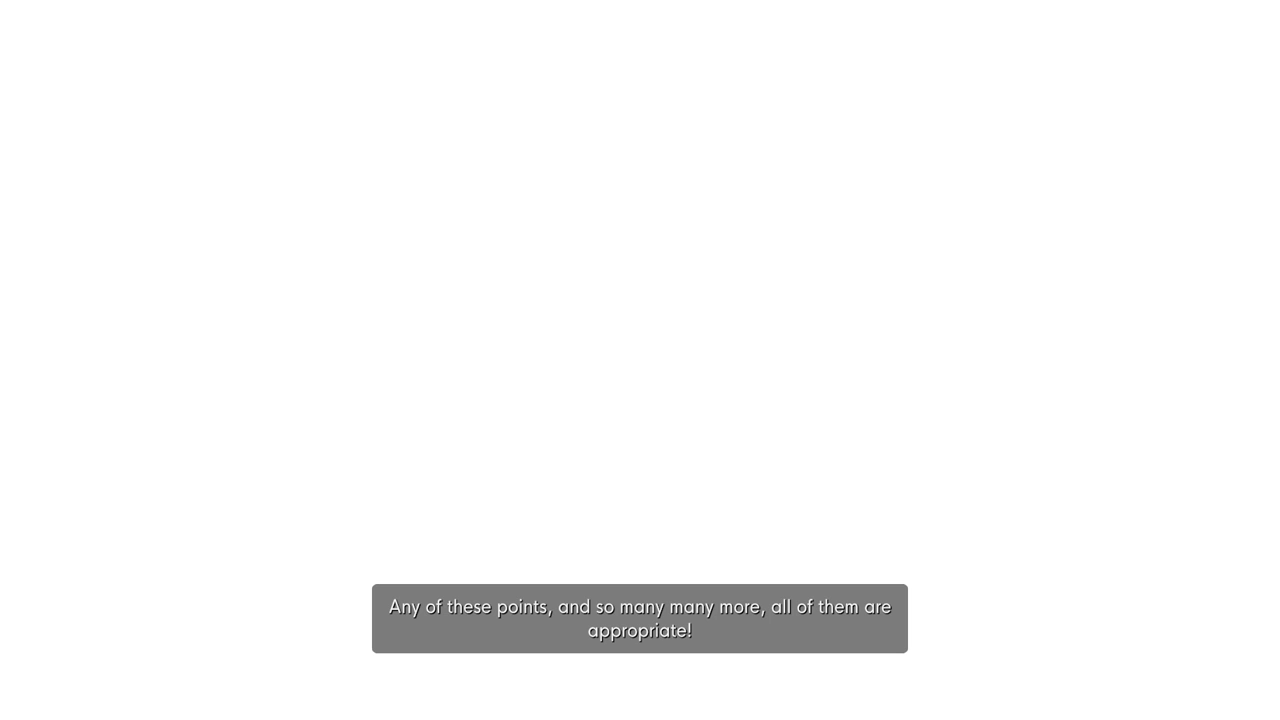 Any of these points, and so many many more, all of them are
appropriate!